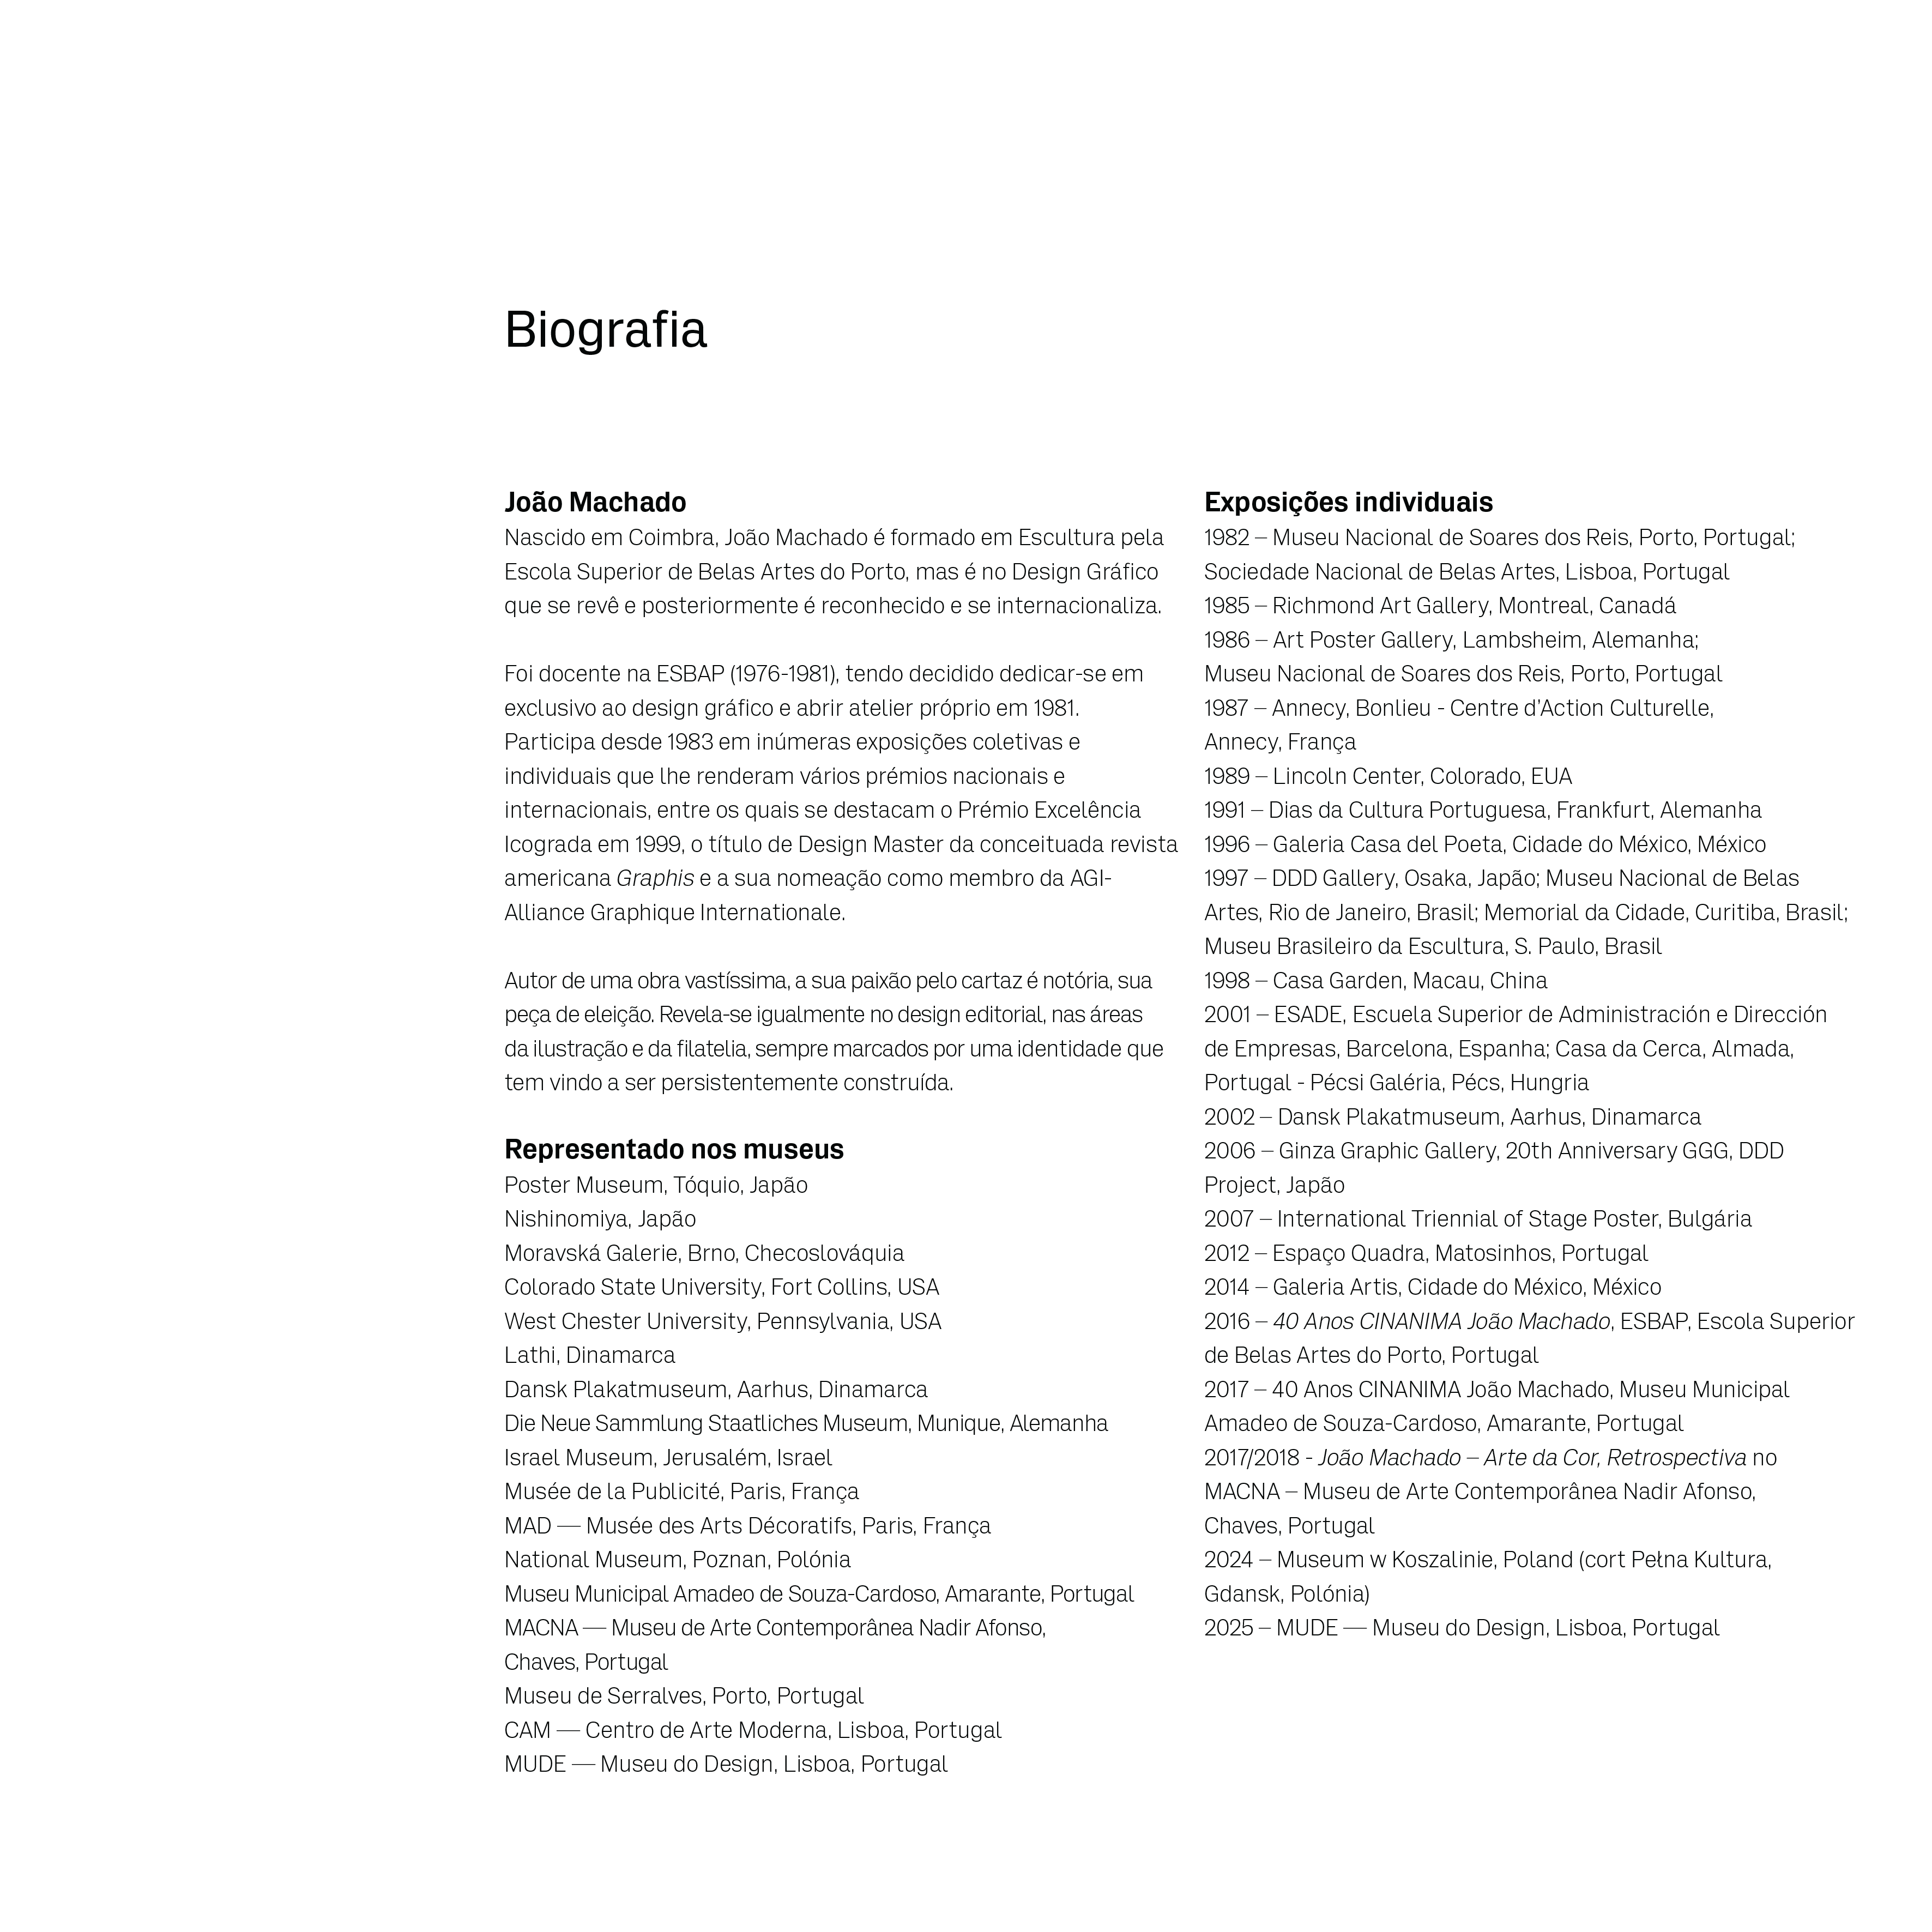 Biografia
João Machado
Nascido em Coimbra, João Machado é formado em Escultura pela
Escola Superior de Belas Artes do Porto, mas é no Design Gráfico
que se revê e posteriormente é reconhecido e se internacionaliza.
Foi docente na ESBAP (1976-1981), tendo decidido dedicar-se em
exclusivo ao design gráfico e abrir atelier próprio em 1981.
Participa desde 1983 em inúmeras exposições coletivas e
individuais que lhe renderam vários prémios nacionais e
internacionais, entre os quais se destacam o Prémio Excelência
Icograda em 1999, o título de Design Master da conceituada revista
americana Graphis e a sua nomeação como membro da AGI-
Alliance Graphique Internationale.
Autor de uma obra vastíssima, a sua paixão pelo cartaz é notória, sua
peça de eleição. Revela-se igualmente no design editorial, nas áreas
da ilustração e da filatelia, sempre marcados por uma identidade que
tem vindo a ser persistentemente construída.
Representado nos museus
Poster Museum, Tóquio, Japão
Nishinomiya, Japão
Moravská Galerie, Brno, Checoslováquia
Colorado State University, Fort Collins, USA
West Chester University, Pennsylvania, USA
Lathi, Dinamarca
Dansk Plakatmuseum, Aarhus, Dinamarca
Die Neue Sammlung Staatliches Museum, Munique, Alemanha
Israel Museum, Jerusalém, Israel
Musée de la Publicité, Paris, França
MAD — Musée des Arts Décoratifs, Paris, França
National Museum, Poznan, Polónia
Museu Municipal Amadeo de Souza-Cardoso, Amarante, Portugal
MACNA — Museu de Arte Contemporânea Nadir Afonso,
Chaves, Portugal
Museu de Serralves, Porto, Portugal
CAM — Centro de Arte Moderna, Lisboa, Portugal
MUDE — Museu do Design, Lisboa, Portugal
Exposições individuais
1982 – Museu Nacional de Soares dos Reis, Porto, Portugal;
Sociedade Nacional de Belas Artes, Lisboa, Portugal
1985 – Richmond Art Gallery, Montreal, Canadá
1986 – Art Poster Gallery, Lambsheim, Alemanha;
Museu Nacional de Soares dos Reis, Porto, Portugal
1987 – Annecy, Bonlieu - Centre d'Action Culturelle,
Annecy, França
1989 – Lincoln Center, Colorado, EUA
1991 – Dias da Cultura Portuguesa, Frankfurt, Alemanha
1996 – Galeria Casa del Poeta, Cidade do México, México
1997 – DDD Gallery, Osaka, Japão; Museu Nacional de Belas
Artes, Rio de Janeiro, Brasil; Memorial da Cidade, Curitiba, Brasil;
Museu Brasileiro da Escultura, S. Paulo, Brasil
1998 – Casa Garden, Macau, China
2001 – ESADE, Escuela Superior de Administración e Dirección
de Empresas, Barcelona, Espanha; Casa da Cerca, Almada,
Portugal - Pécsi Galéria, Pécs, Hungria
2002 – Dansk Plakatmuseum, Aarhus, Dinamarca
2006 – Ginza Graphic Gallery, 20th Anniversary GGG, DDD
Project, Japão
2007 – International Triennial of Stage Poster, Bulgária
2012 – Espaço Quadra, Matosinhos, Portugal
2014 – Galeria Artis, Cidade do México, México
2016 – 40 Anos CINANIMA João Machado, ESBAP, Escola Superior
de Belas Artes do Porto, Portugal
2017 – 40 Anos CINANIMA João Machado, Museu Municipal
Amadeo de Souza-Cardoso, Amarante, Portugal
2017/2018 - João Machado – Arte da Cor, Retrospectiva no
MACNA – Museu de Arte Contemporânea Nadir Afonso,
Chaves, Portugal
2024 – Museum w Koszalinie, Poland (cort Pełna Kultura,
Gdansk, Polónia)
2025 – MUDE — Museu do Design, Lisboa, Portugal